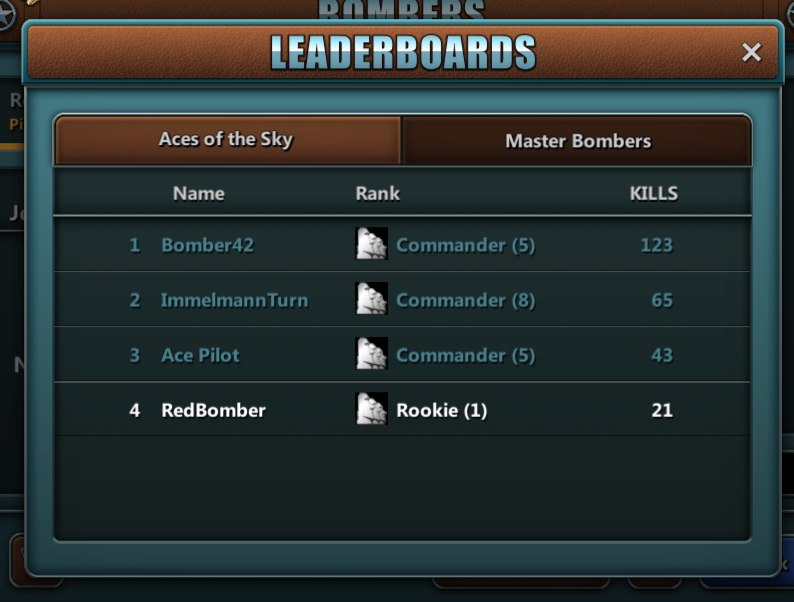 BOMBERS
LEADERBOARDS
Aces of the Sky Master Bombers
Name Rank KILLS
1 Bomber42 Commander (5) 123
2 ImmelmannTurn Commander (8) 65
3 Ace Pilot Commander (5) 43
4 RedBomber Rookie (1) 21